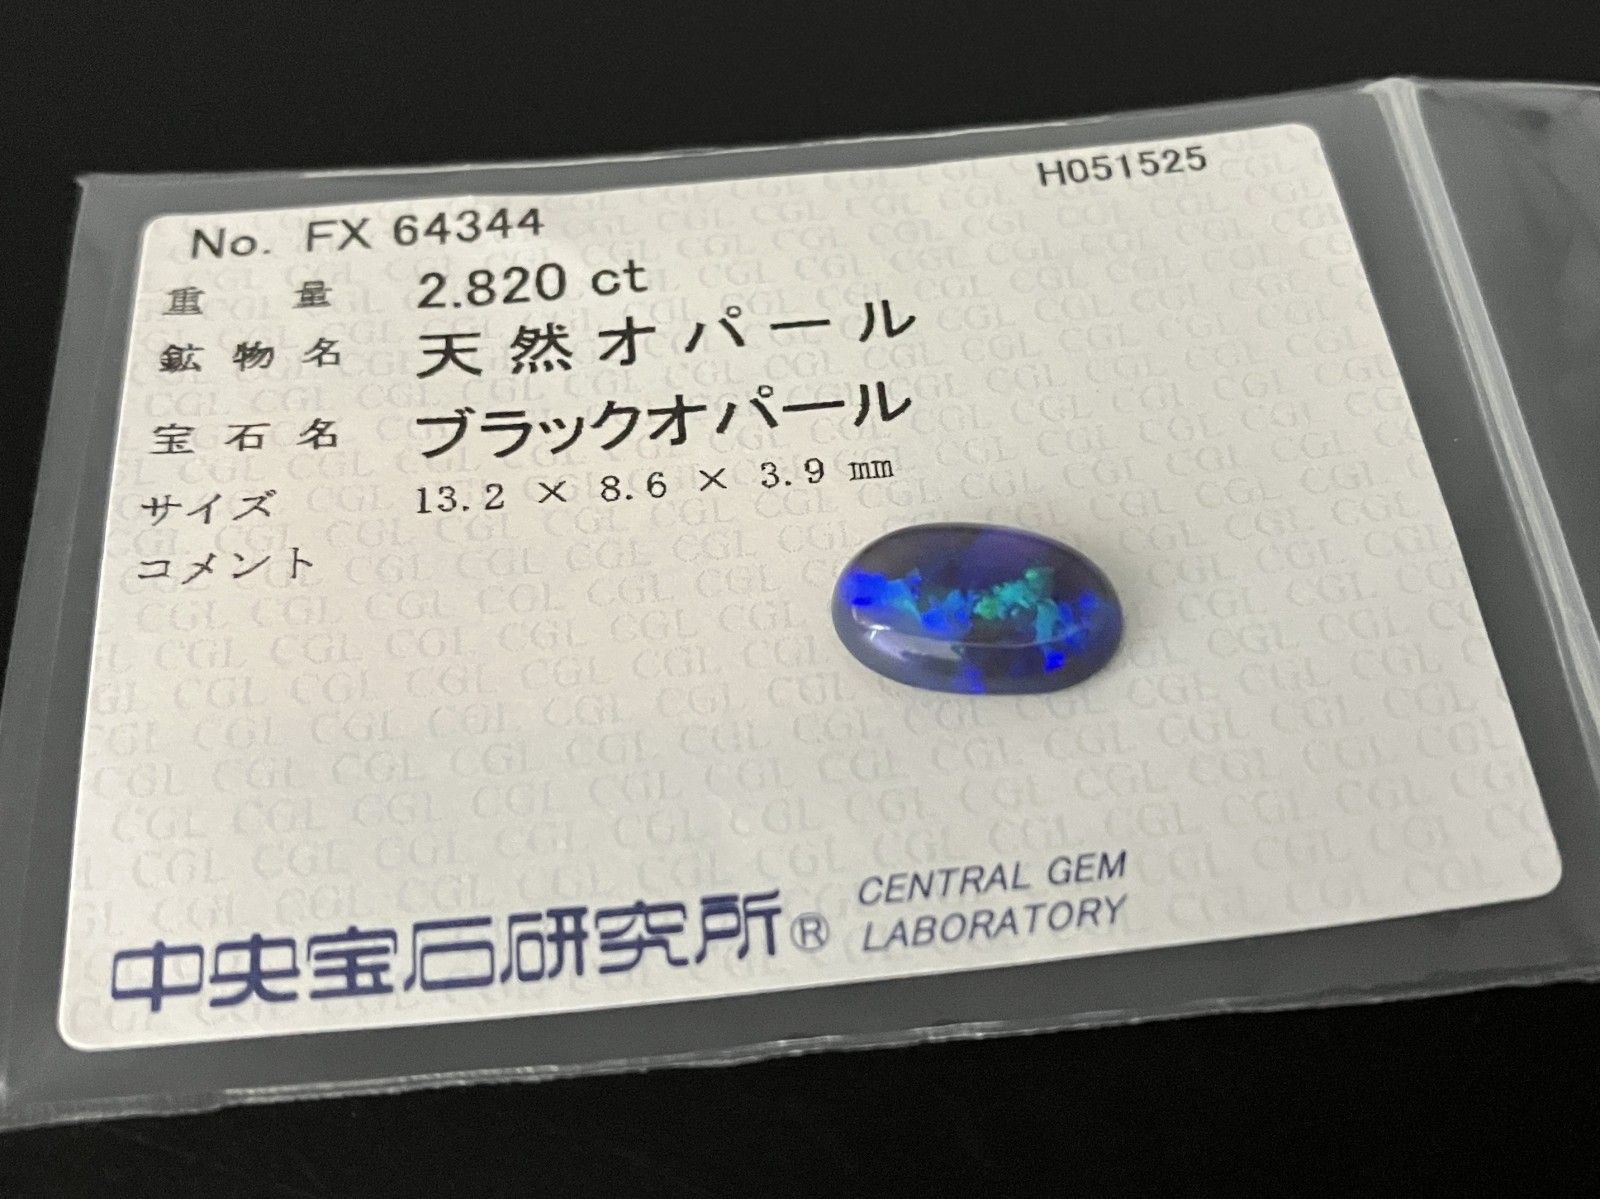 H051525
No. FX 64344
重 量 2.820 ct
鉱 物 名 天 然 オ パ ー ル
宝 石 名 ブラックオパール
サイズ 13.2 × 8.6 × 3.9 mm
コメント
中央宝石研究所® CENTRAL GEM
LABORATORY